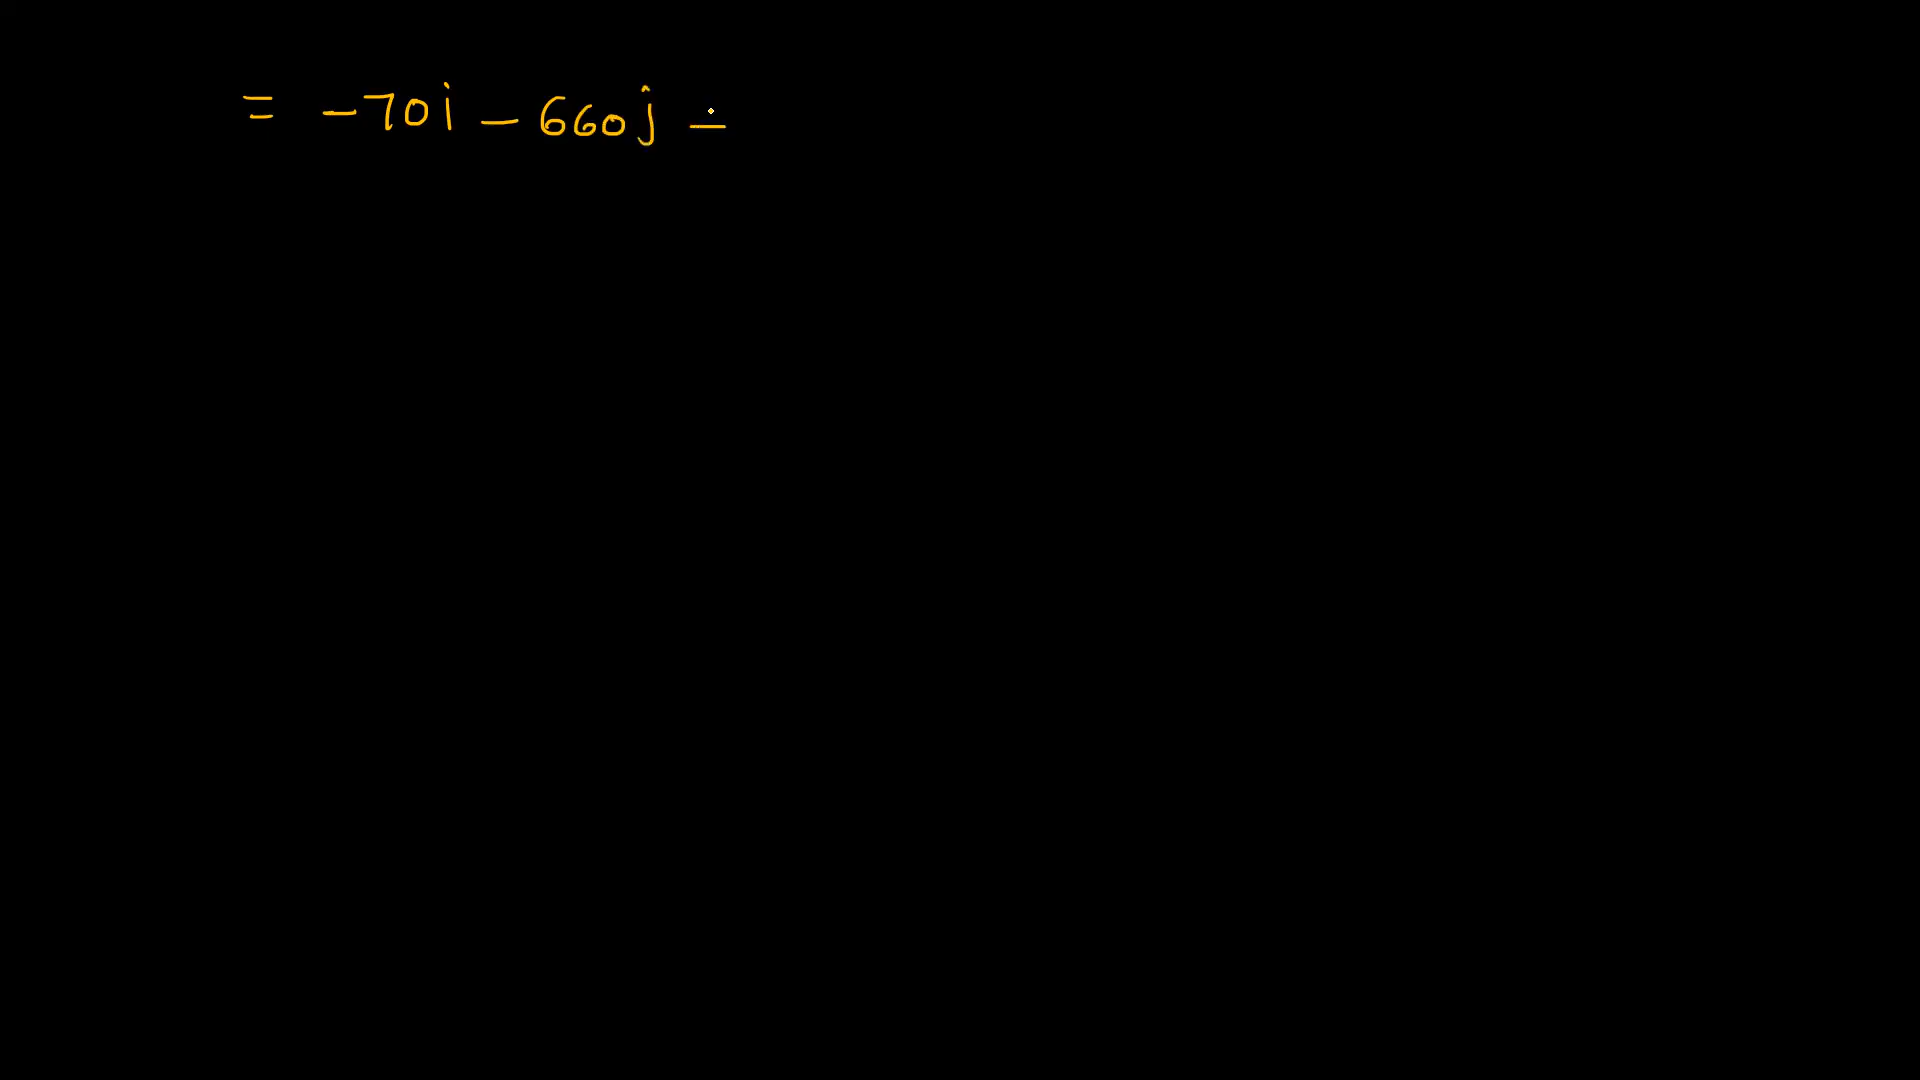 = -70i - 660j -